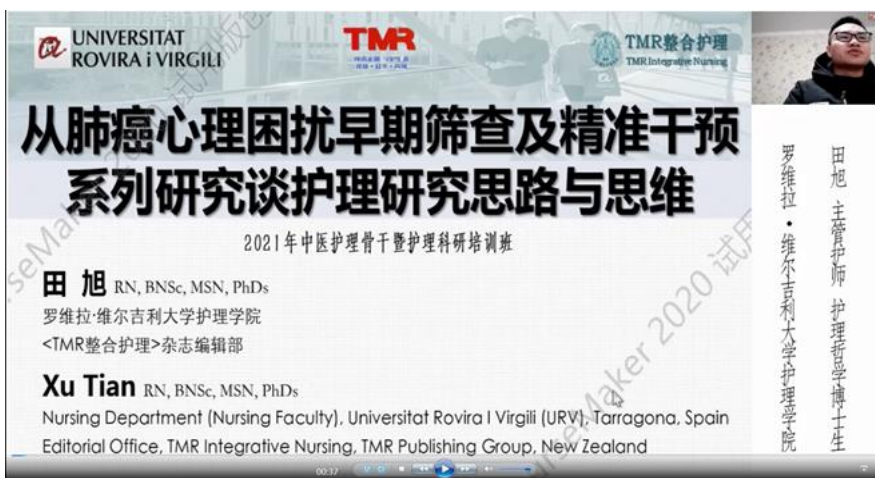 UNIVERSITAT
ROVIRA i VIRGILI
TMR
TMR整合护理
TMR Integrative Nursing
从肺癌心理困扰早期筛查及精准干预
系列研究谈护理研究思路与思维
2021年中医护理骨干暨护理科研培训班
田 旭 RN, BNSc, MSN, PhDs
罗维拉·维尔吉利大学护理学院
<TMR整合护理>杂志编辑部
Xu Tian RN, BNSc, MSN, PhDs
Nursing Department (Nursing Faculty), Universitat Rovira I Virgili (URV), Tarragona, Spain
Editorial Office, TMR Integrative Nursing, TMR Publishing Group, New Zealand
田旭 主管护师 护理哲学博士生
罗维拉·维尔吉利大学护理学院
seMaker 2020 试用
00:37